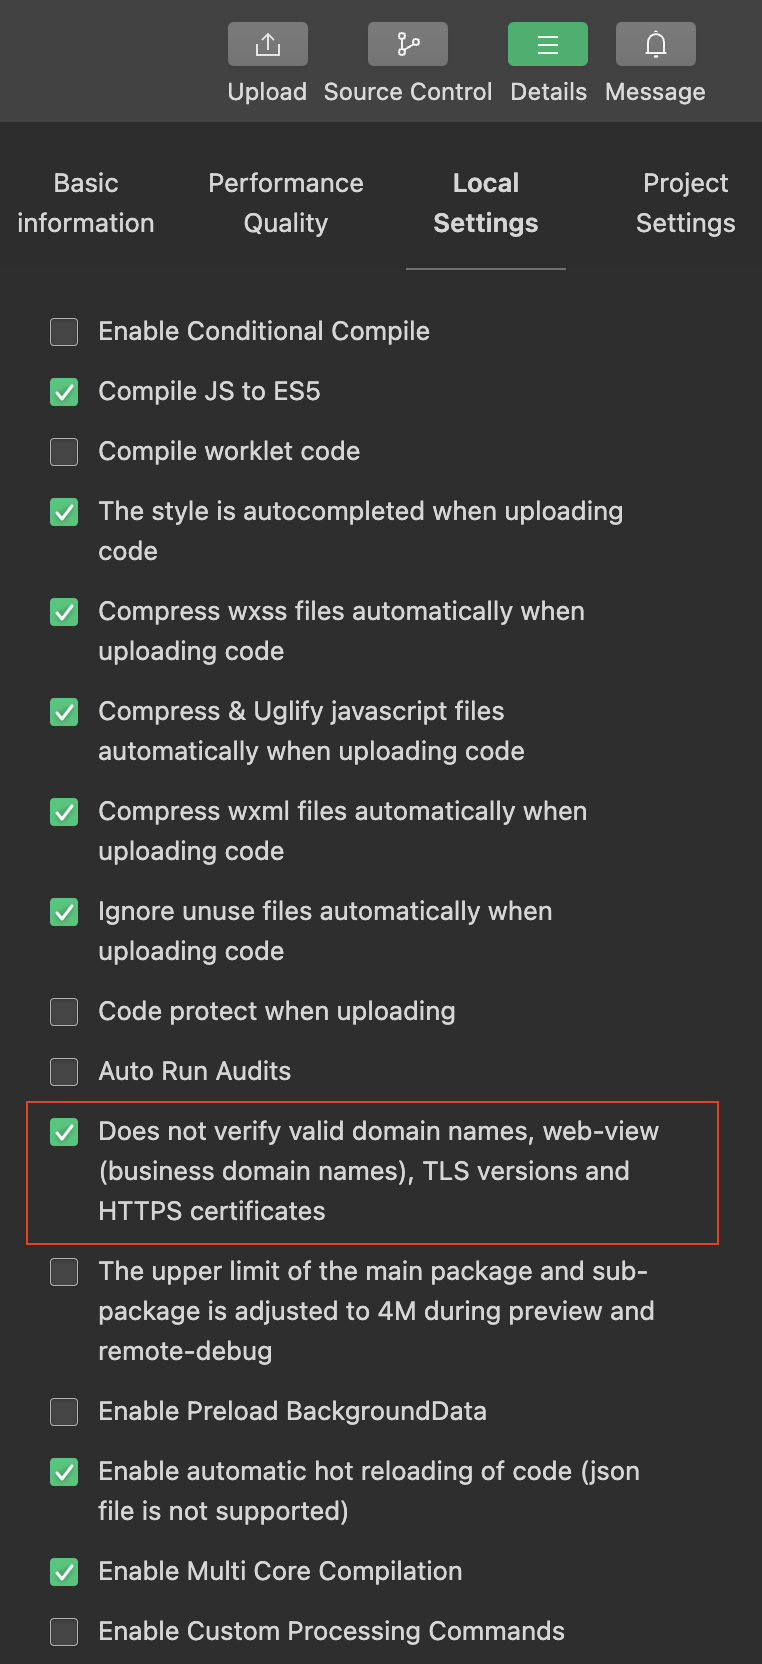 Upload Source Control Details Message
Basic information
Performance Quality
Local Settings
Project Settings
Enable Conditional Compile
Compile JS to ES5
Compile worklet code
The style is autocompleted when uploading
code
Compress wxss files automatically when
uploading code
Compress & Uglify javascript files
automatically when uploading code
Compress wxml files automatically when
uploading code
Ignore unuse files automatically when
uploading code
Code protect when uploading
Auto Run Audits
Does not verify valid domain names, web-view
(business domain names), TLS versions and
HTTPS certificates
The upper limit of the main package and sub-
package is adjusted to 4M during preview and
remote-debug
Enable Preload BackgroundData
Enable automatic hot reloading of code (json
file is not supported)
Enable Multi Core Compilation
Enable Custom Processing Commands